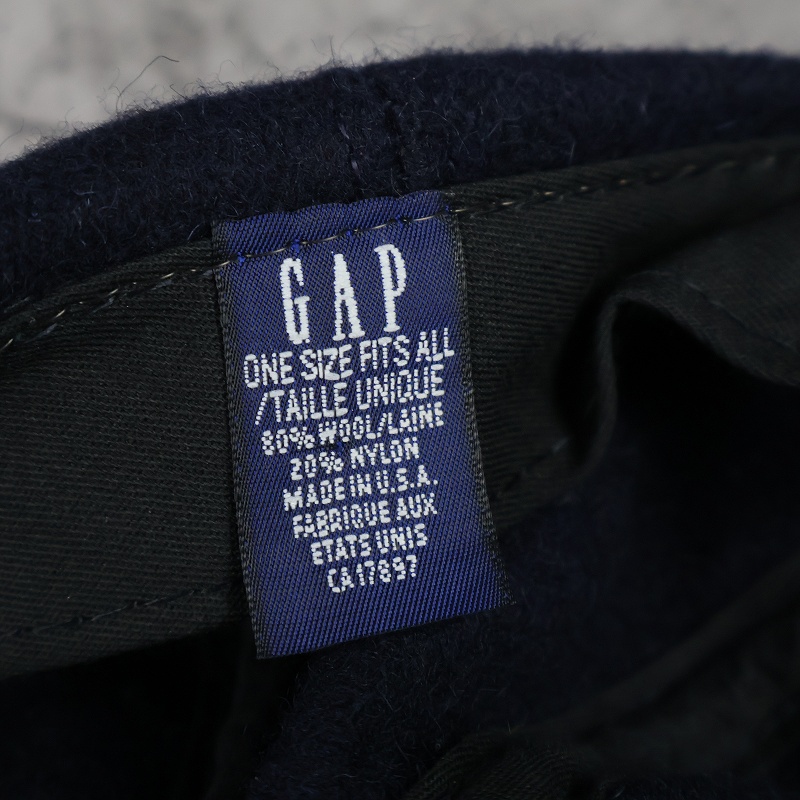 GAP
ONE SIZE FITS ALL
/TAILLE UNIQUE
80% WOOL/LAINE
20% NYLON
MADE IN U.S.A.
FABRIQUE AUX
ETATS UNIS
CA17897